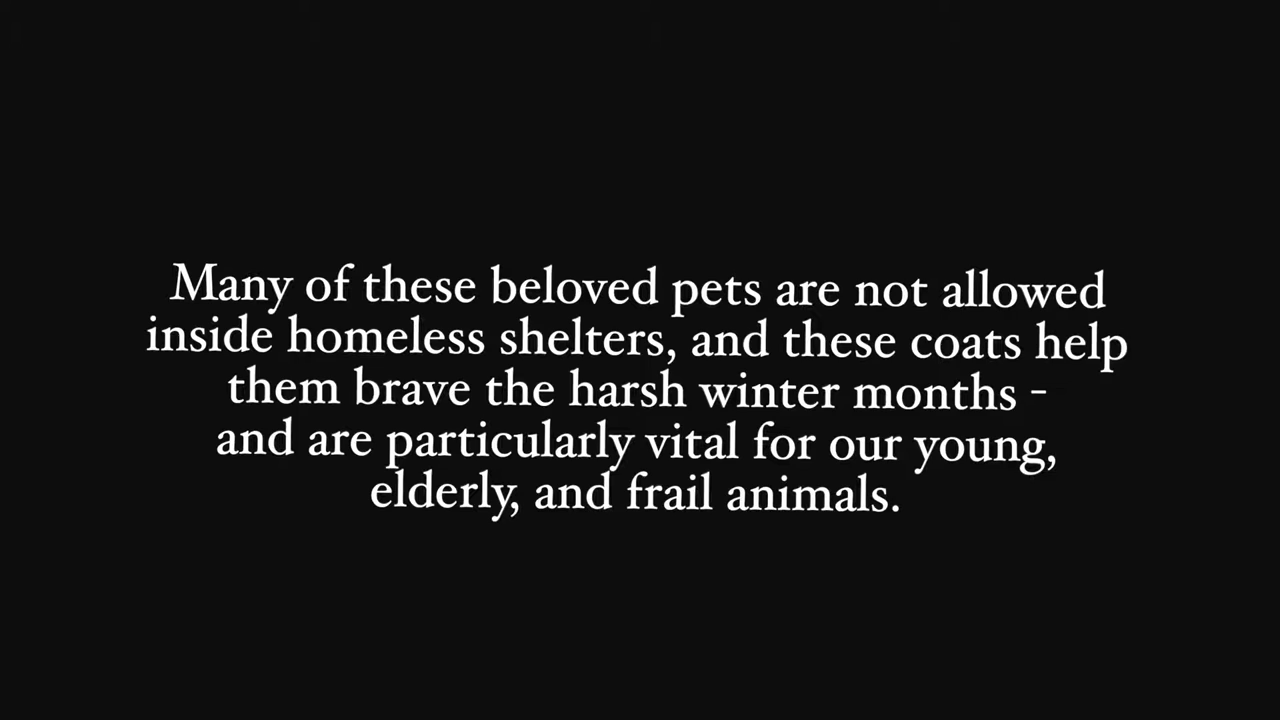 Many of these beloved pets are not allowed
inside homeless shelters, and these coats help
them brave the harsh winter months -
and are particularly vital for our young,
elderly, and frail animals.